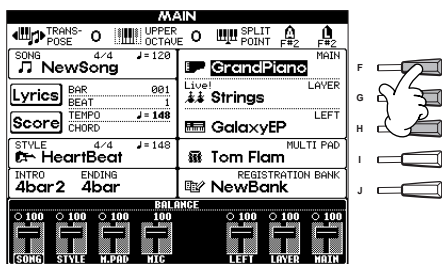 MAIN
TRANS-
POSE 0
UPPER
OCTAVE 0
SPLIT
POINT
A
F#2
L
F#2
SONG 4/4 ♩=120
NewSong
Lyrics
BAR 001
BEAT 1
Score
TEMPO ♩=148
CHORD
STYLE 4/4 ♩=148
HeartBeat
INTRO ENDING
4bar2 4bar
MAIN
GrandPiano
Live! LAYER
Strings
LEFT
GalaxyEP
MULTI PAD
Tom Flam
REGISTRATION BANK
NewBank
F
G
H
I
J
BALANCE
100 100 100 100 100 100 100
SONG STYLE M.PAD MIC LEFT LAYER MAIN